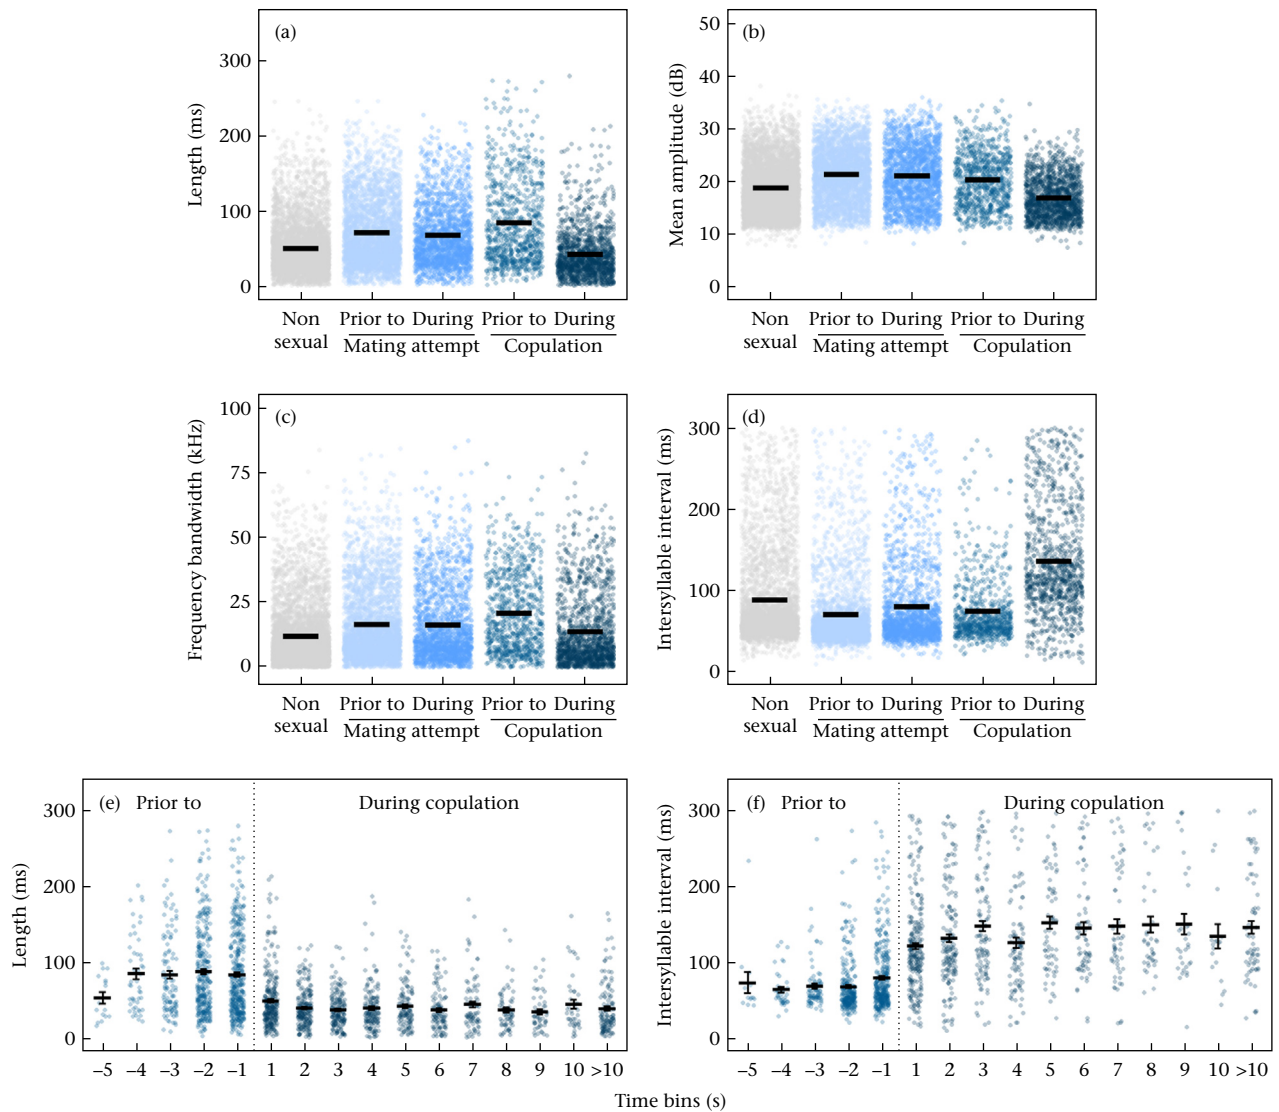 (a)
Length (ms)
300
200
100
0
Non sexual
Prior to During
Mating attempt
Prior to During
Copulation
(b)
Mean amplitude (dB)
50
40
30
20
10
0
Non sexual
Prior to During
Mating attempt
Prior to During
Copulation
(c)
Frequency bandwidth (kHz)
100
75
50
25
0
Non sexual
Prior to During
Mating attempt
Prior to During
Copulation
(d)
Intersyllable interval (ms)
300
200
100
0
Non sexual
Prior to During
Mating attempt
Prior to During
Copulation
(e) Prior to
During copulation
Length (ms)
300
200
100
0
–5 –4 –3 –2 –1 1 2 3 4 5 6 7 8 9 10 >10
(f) Prior to
During copulation
Intersyllable interval (ms)
300
200
100
0
–5 –4 –3 –2 –1 1 2 3 4 5 6 7 8 9 10 >10
Time bins (s)